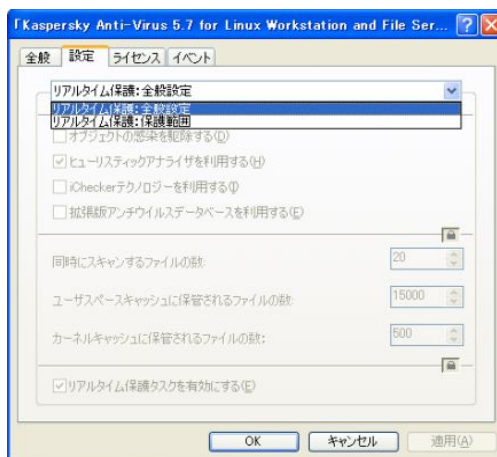 「Kaspersky Anti-Virus 5.7 for Linux Workstation and File Ser...
全般 設定 ライセンス イベント
リアルタイム保護: 全般設定
リアルタイム保護: 全般設定
リアルタイム保護: 保護範囲
オブジェクトの感染を駆除する(D)
ヒューリスティックアナライザを利用する(H)
iCheckerテクノロジーを利用する(I)
拡張版アンチウイルスデータベースを利用する(E)
同時にスキャンするファイルの数: 20
ユーザスペースキャッシュに保管されるファイルの数: 15000
カーネルキャッシュに保管されるファイルの数: 500
リアルタイム保護タスクを有効にする(E)
OK キャンセル 適用(A)